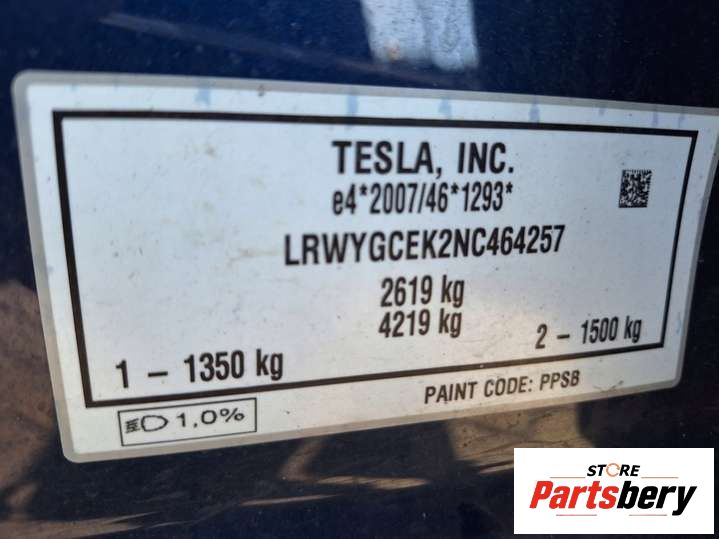 TESLA, INC.
e4*2007/46*1293*
LRWYGCEK2NC464257
2619 kg
4219 kg
1 – 1350 kg
2 – 1500 kg
PAINT CODE: PPSB
1,0%
STORE
Partsbery